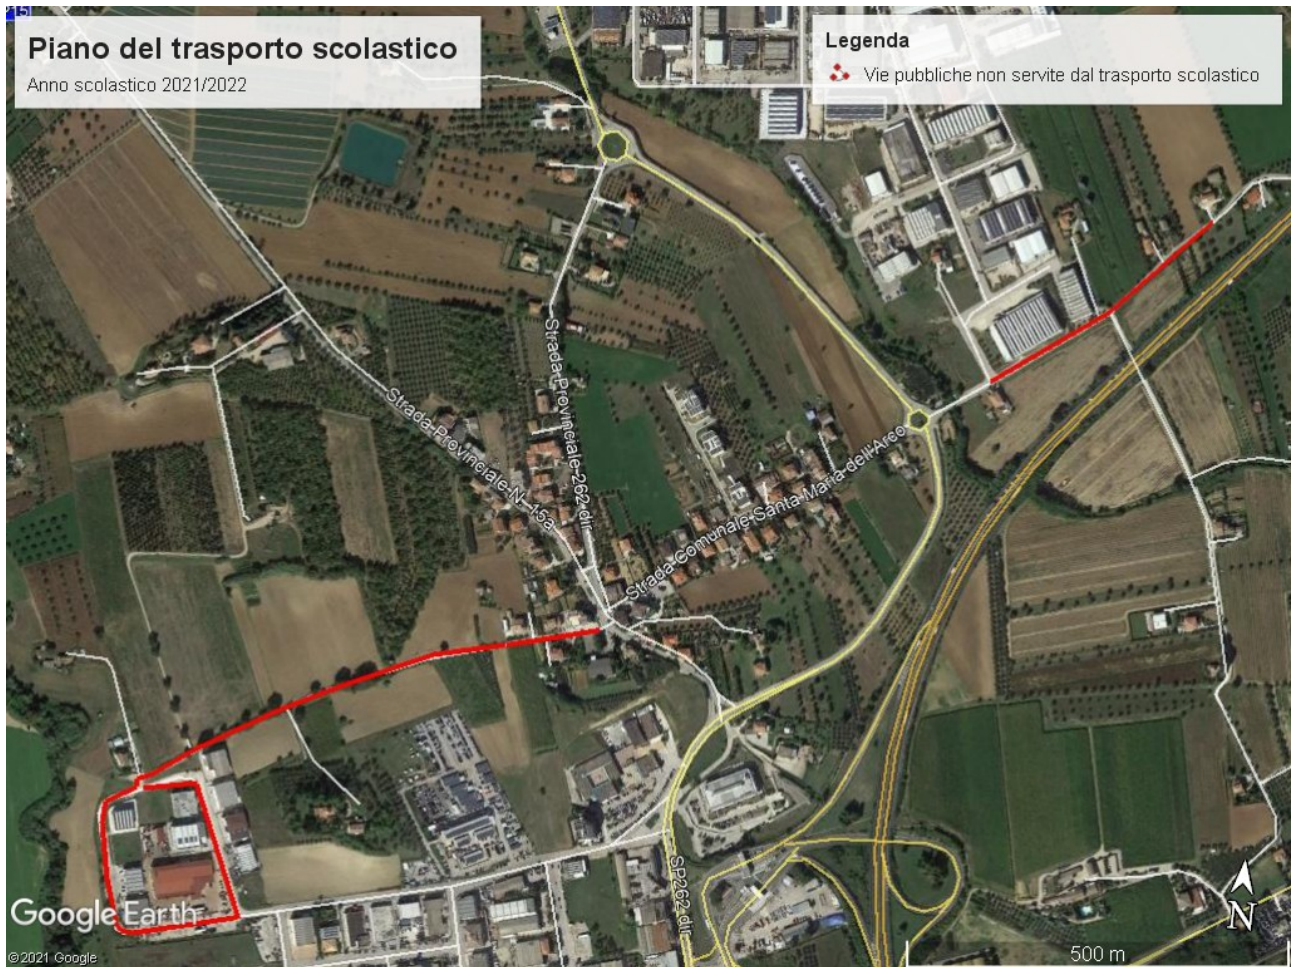 15
Piano del trasporto scolastico
Anno scolastico 2021/2022
Legenda
Vie pubbliche non servite dal trasporto scolastico
Strada Provinciale 262 dir
Strada Provinciale N. 15a
Strada Comunale Santa Maria dell'Arco
SP262 dir
Google Earth
©2021 Google
N
500 m